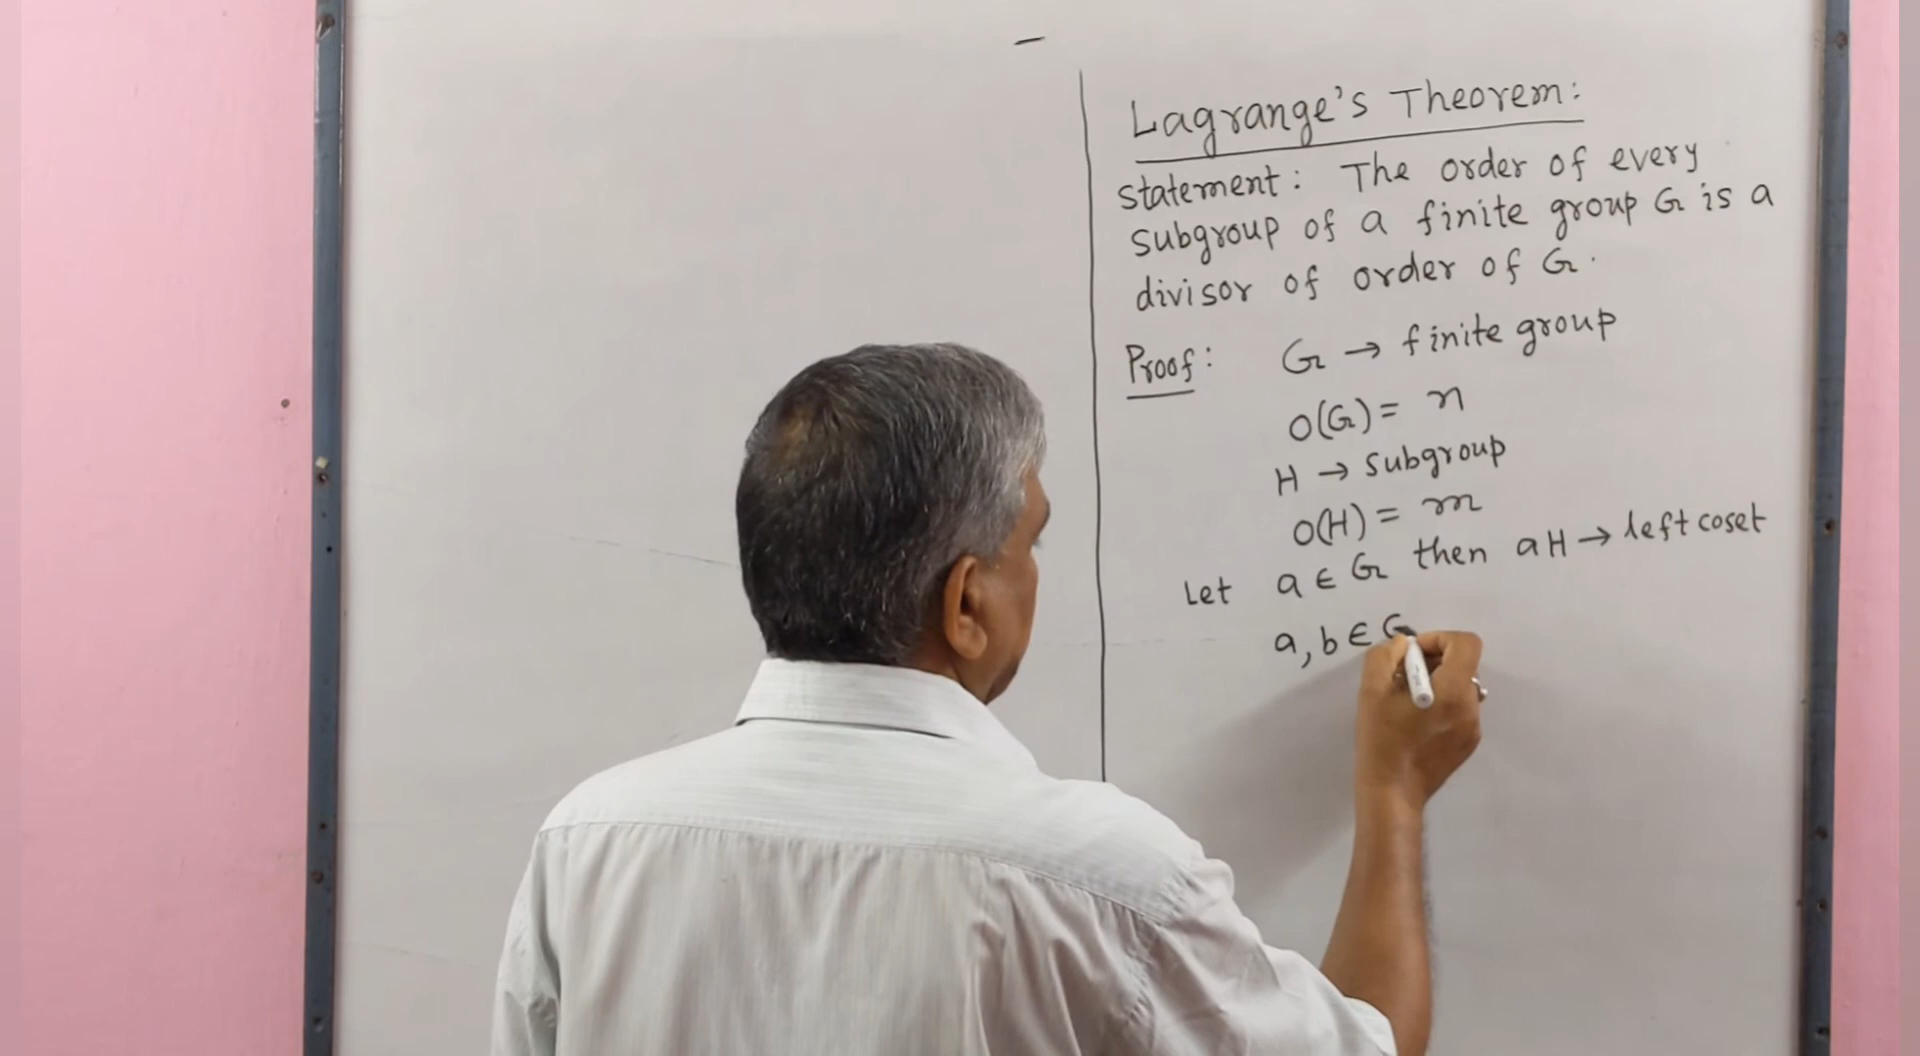 Lagrange's Theorem:
statement: The order of every
subgroup of a finite group G is a
divisor of order of G.
Proof: G → finite group
O(G) = n
H → subgroup
O(H) = m
Let a ∈ G then aH → left coset
a, b ∈ G